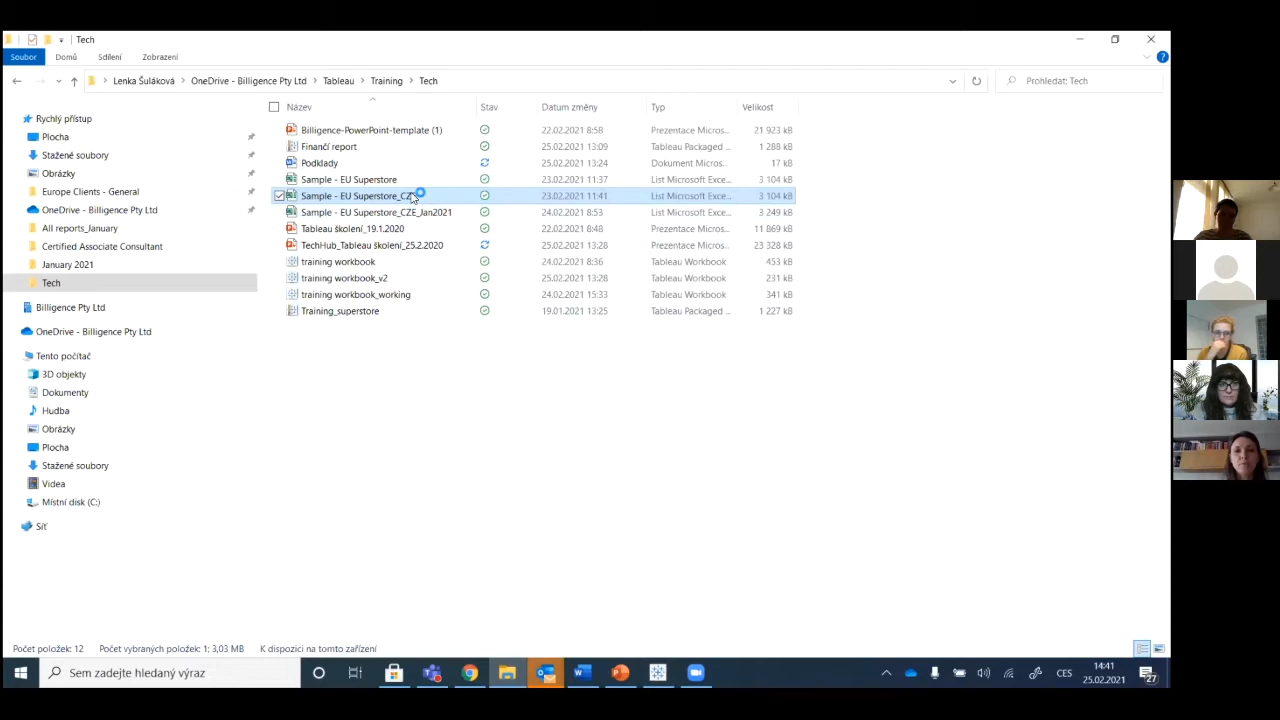 Tech
Soubor Domů Sdílení Zobrazení
Lenka Šuláková OneDrive - Billigence Pty Ltd Tableau Training Tech Prohledat: Tech
Název Stav Datum změny Typ Velikost
Rychlý přístup
Plocha
Stažené soubory
Obrázky
Europe Clients - General
OneDrive - Billigence Pty Ltd
All reports_January
Certified Associate Consultant
January 2021
Tech
Billigence Pty Ltd
OneDrive - Billigence Pty Ltd
Tento počítač
3D objekty
Dokumenty
Hudba
Obrázky
Plocha
Stažené soubory
Videa
Místní disk (C:)
Síť
Billigence-PowerPoint-template (1) 22.02.2021 8:58 Prezentace Micros... 21 923 kB
Finančí report 25.02.2021 13:09 Tableau Packaged ... 1 288 kB
Podklady 25.02.2021 13:24 Dokument Micros... 17 kB
Sample - EU Superstore 23.02.2021 11:37 List Microsoft Exce... 3 104 kB
Sample - EU Superstore_CZ 23.02.2021 11:41 List Microsoft Exce... 3 104 kB
Sample - EU Superstore_CZE_Jan2021 24.02.2021 8:53 List Microsoft Exce... 3 249 kB
Tableau školení_19.1.2020 22.02.2021 8:48 Prezentace Micros... 11 869 kB
TechHub_Tableau školení_25.2.2020 25.02.2021 13:28 Prezentace Micros... 23 328 kB
training workbook 24.02.2021 8:36 Tableau Workbook 453 kB
training workbook_v2 25.02.2021 13:28 Tableau Workbook 231 kB
training workbook_working 24.02.2021 15:33 Tableau Workbook 341 kB
Training_superstore 19.01.2021 13:25 Tableau Packaged ... 1 227 kB
Počet položek: 12 Počet vybraných položek: 1; 3,03 MB K dispozici na tomto zařízení
Sem zadejte hledaný výraz
CES
14:41
25.02.2021
27